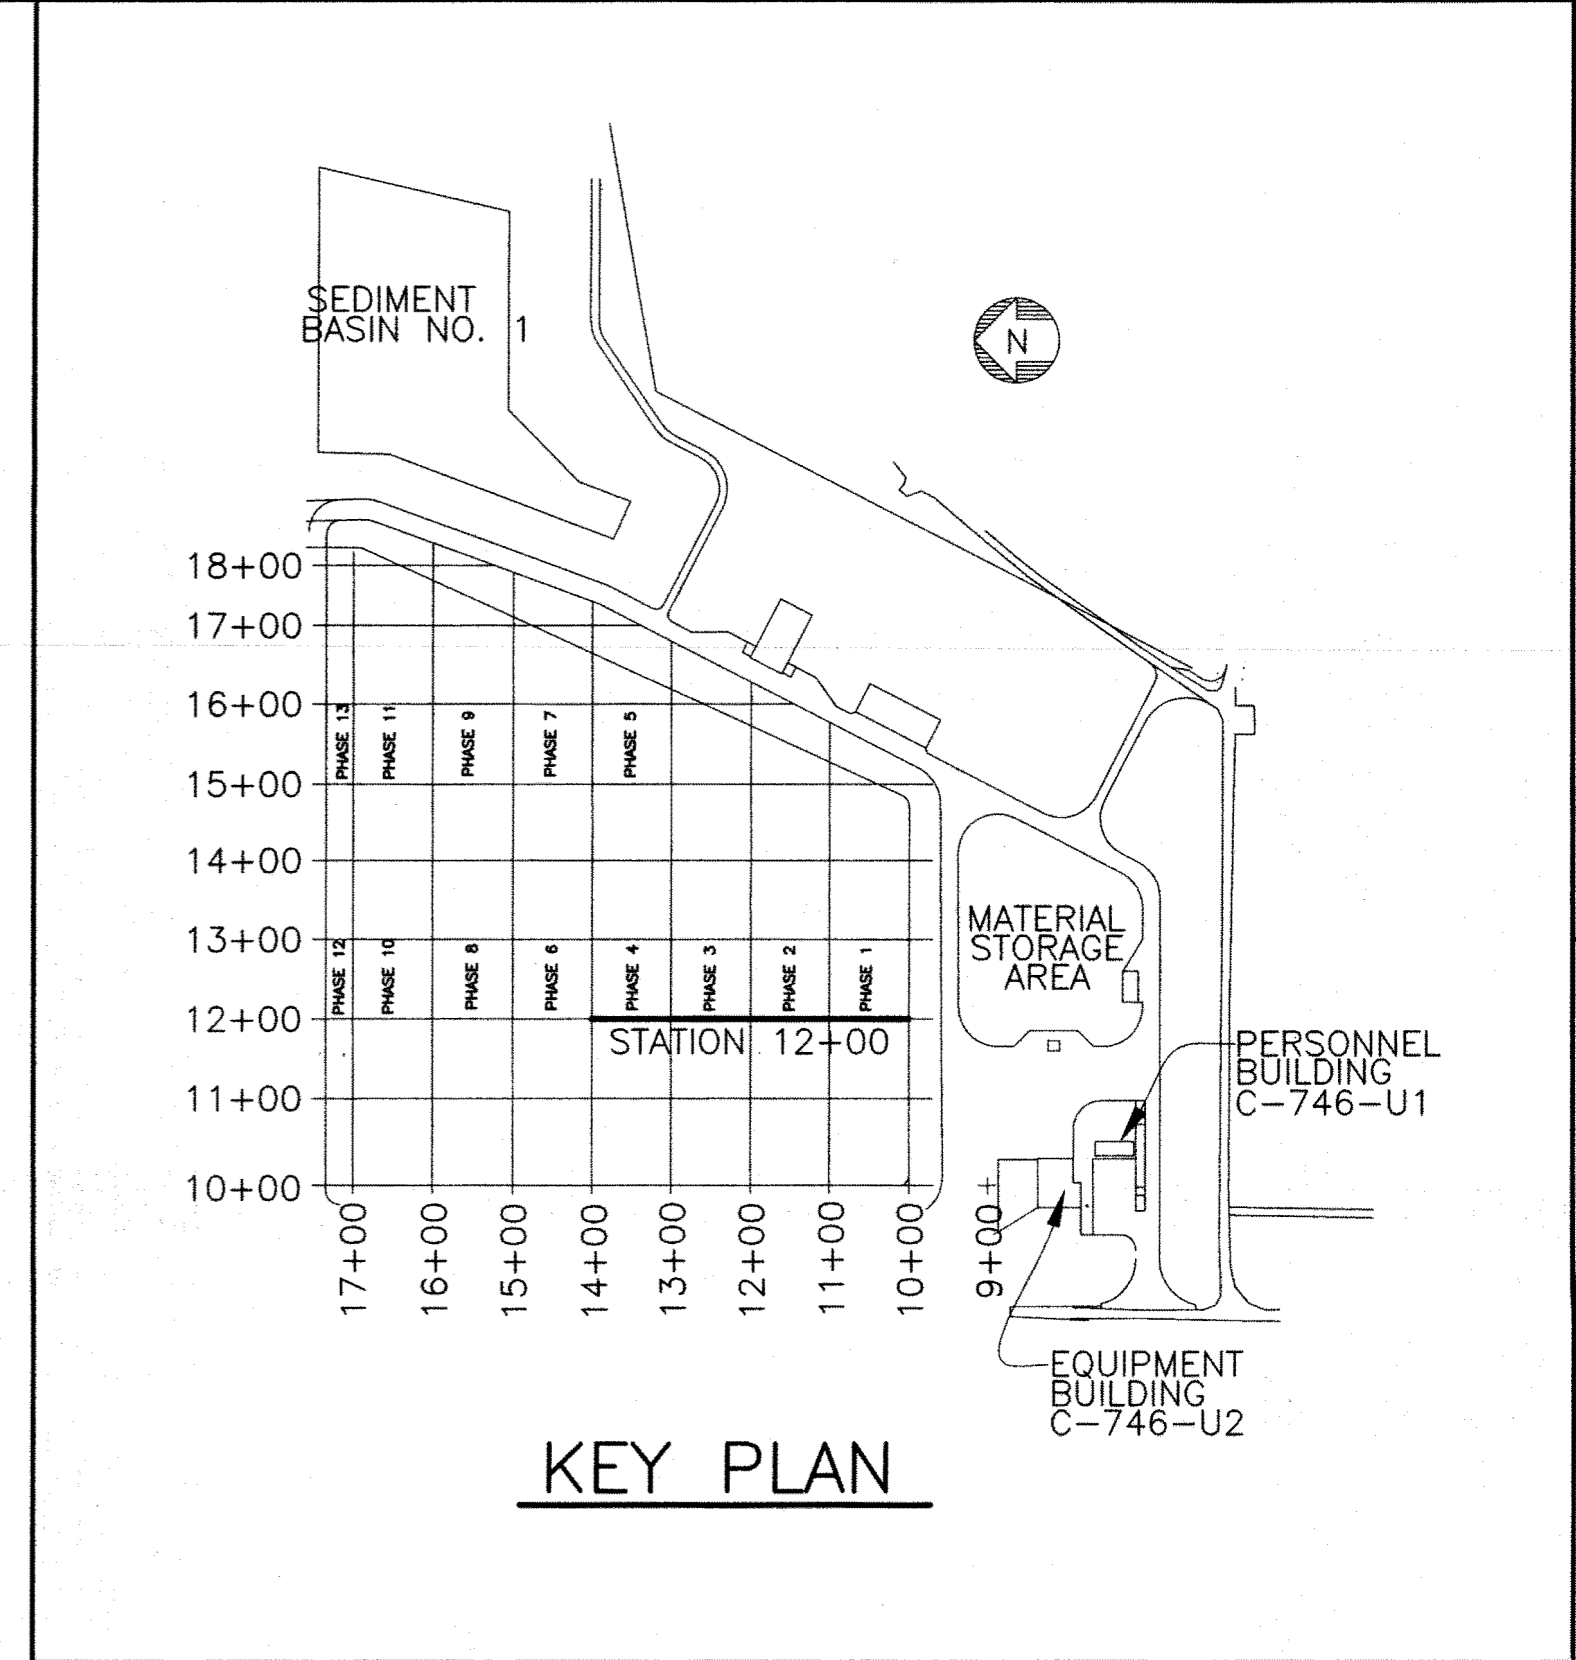 SEDIMENT
BASIN NO. 1
N
18+00
17+00
16+00
15+00
14+00
13+00
12+00
11+00
10+00
PHASE 13
PHASE 11
PHASE 9
PHASE 7
PHASE 5
PHASE 12
PHASE 10
PHASE 8
PHASE 6
PHASE 4
PHASE 3
PHASE 2
PHASE 1
STATION 12+00
MATERIAL
STORAGE
AREA
PERSONNEL
BUILDING
C-746-U1
17+00
16+00
15+00
14+00
13+00
12+00
11+00
10+00
9+00
EQUIPMENT
BUILDING
C-746-U2
KEY PLAN